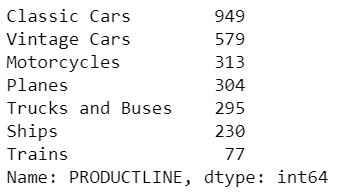 Classic Cars 949
Vintage Cars 579
Motorcycles 313
Planes 304
Trucks and Buses 295
Ships 230
Trains 77
Name: PRODUCTLINE, dtype: int64